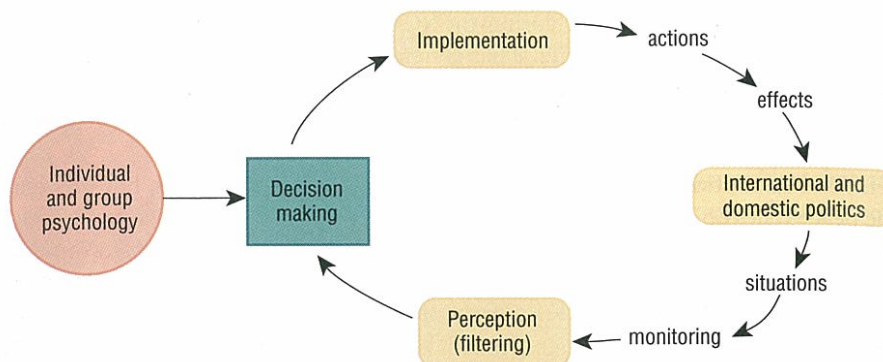 Implementation
actions
effects
International and
domestic politics
situations
monitoring
Perception
(filtering)
Decision
making
Individual
and group
psychology